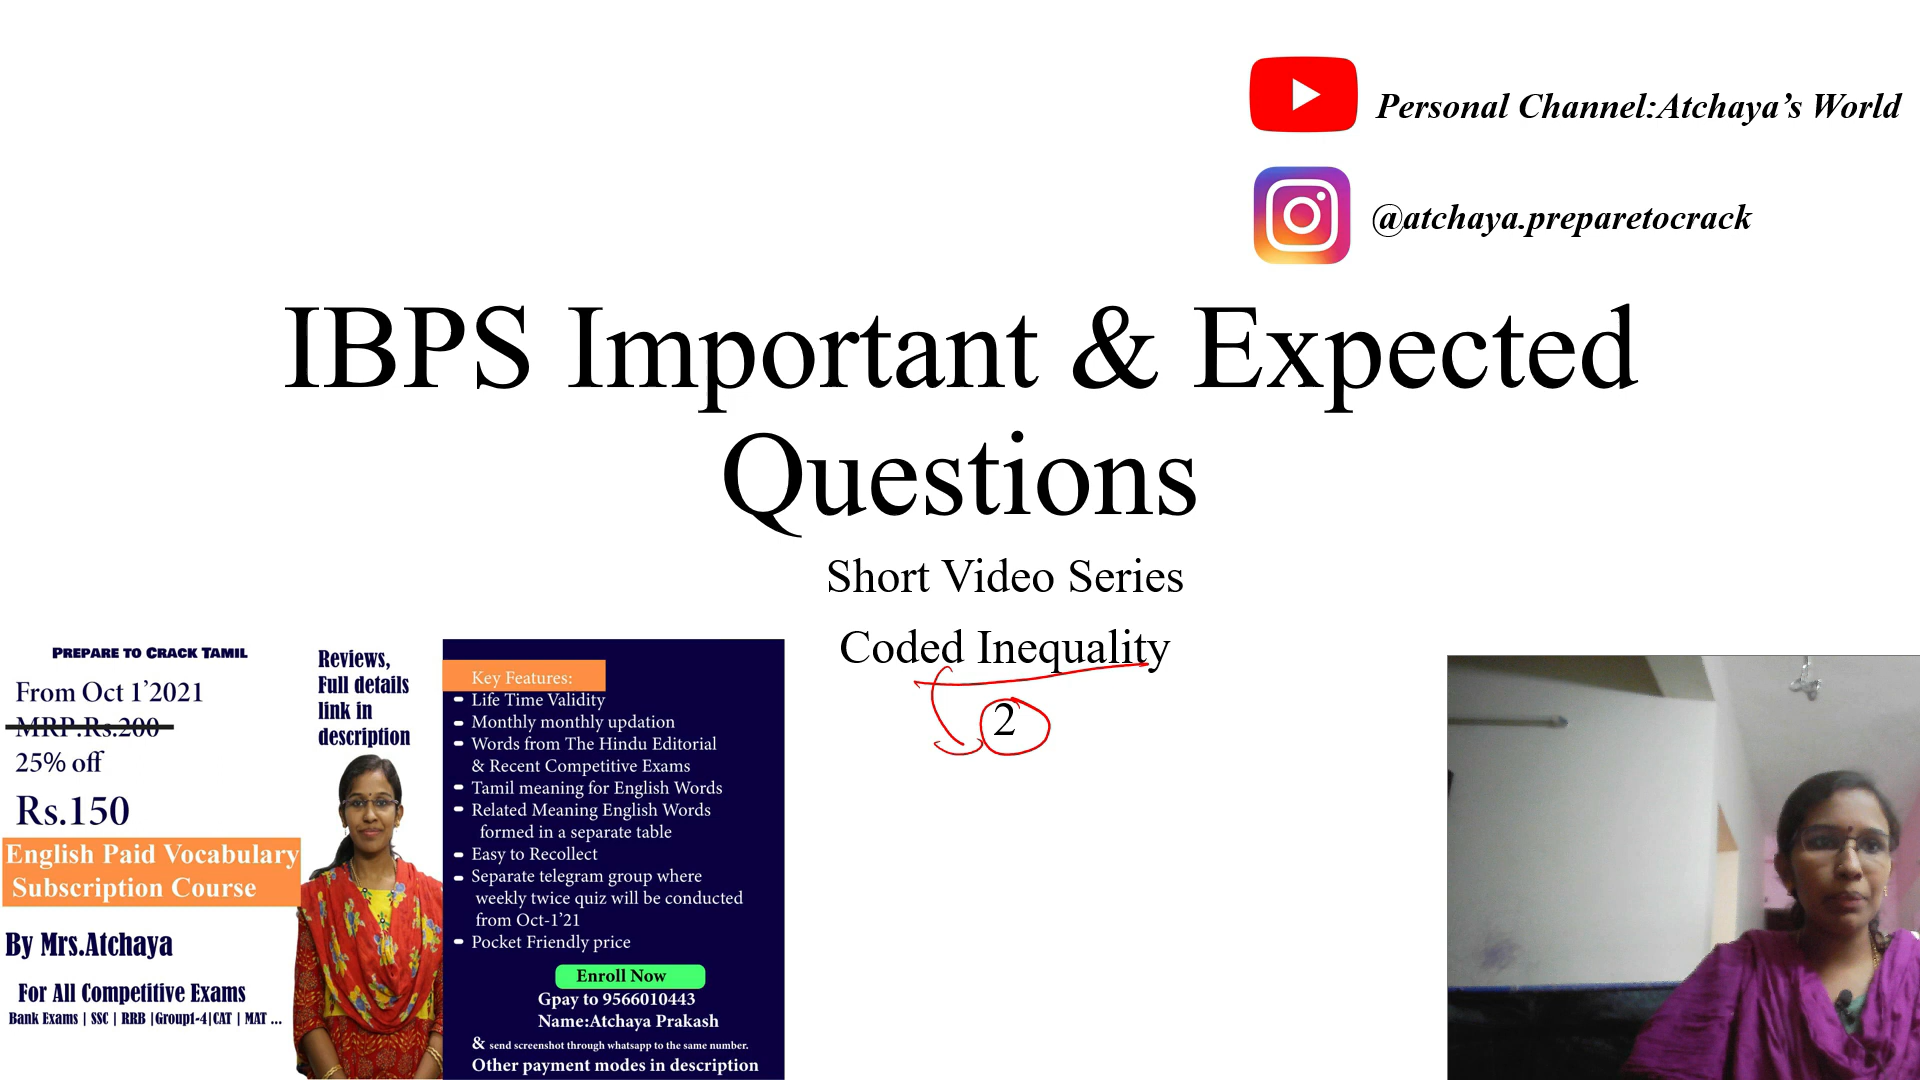 Personal Channel:Atchaya’s World
@atchaya.preparetocrack
IBPS Important & Expected
Questions
Short Video Series
Coded Inequality
2
PREPARE TO CRACK TAMIL
From Oct 1’2021
MRP:Rs.200
25% off
Rs.150
English Paid Vocabulary
Subscription Course
By Mrs.Atchaya
For All Competitive Exams
Bank Exams | SSC | RRB |Group1-4|CAT | MAT ...
Reviews,
Full details
link in
description
Key Features:
Life Time Validity
Monthly monthly updation
Words from The Hindu Editorial
& Recent Competitive Exams
Tamil meaning for English Words
Related Meaning English Words
formed in a separate table
Easy to Recollect
Separate telegram group where
weekly twice quiz will be conducted
from Oct-1’21
Pocket Friendly price
Enroll Now
Gpay to 9566010443
Name:Atchaya Prakash
& send screenshot through whatsapp to the same number.
Other payment modes in description